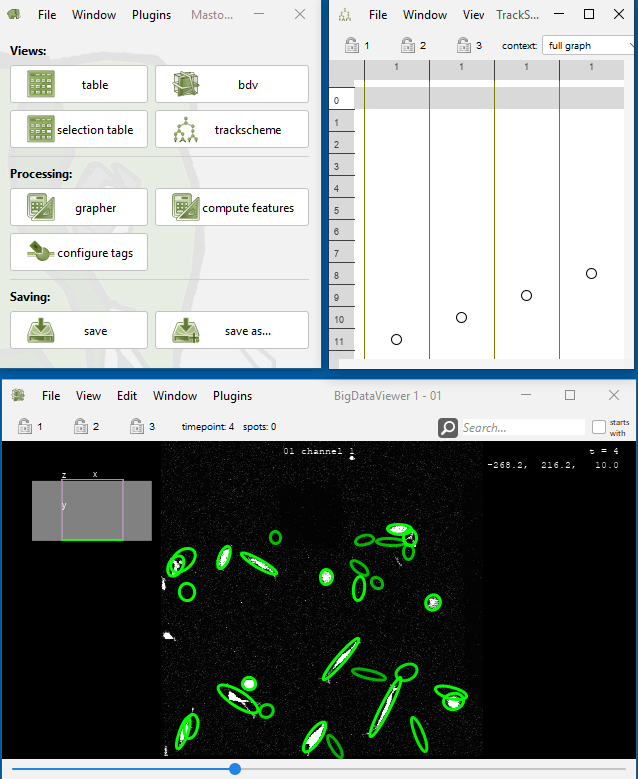 File Window Plugins Masto...
Views:
table bdv
selection table trackscheme
Processing:
grapher compute features
configure tags
Saving:
save save as...
File Window Viev TrackS...
1 2 3 context: full graph
1 1 1 1
0
1
2
3
4
5
6
7
8
9
10
11
File View Edit Window Plugins BigDataViewer 1 - 01
1 2 3 timepoint: 4 spots: 0 Search... starts with
01 channel 1
t = 4
-268.2, 216.2, 10.0
z x
y